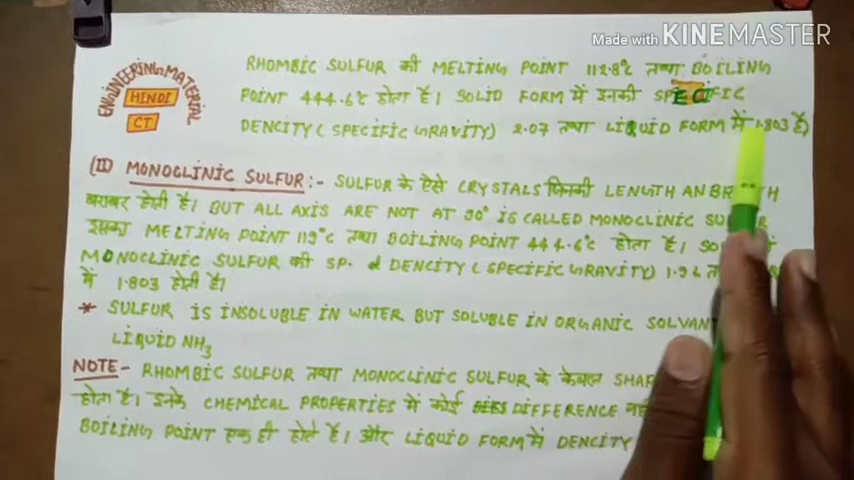 Made with KINEMASTER
ENGINEERING MATERIAL
HINDI
CT
RHOMBIC SULFUR की MELTING POINT 112.8°C तथा BOILING
POINT 444.6°C होता है। SOLID FORM में इनकी SPECIFIC
DENCITY ( SPECIFIC GRAVITY) 2.07 तथा LIQUID FORM में 1.803 है)
(II) MONOCLINIC SULFUR :- SULFUR के ऐसे CRYSTALS जिनकी LENGTH AN
बराबर होती है। BUT ALL AXIS ARE NOT AT 90° IS CALLED MONOCLINIC
इसका MELTING POINT 119°C तथा BOILING POINT 444.6°C होता है।
MONOCLINIC SULFUR की SP. DENCITY ( SPECIFIC GRAVITY) 1.96
में 1.803 होती है।
* SULFUR IS INSOLUBLE IN WATER BUT SOLUBLE IN ORGANIC SOLVAN
LIQUID NH3
NOTE- RHOMBIC SULFUR तथा MONOCLINIC SULFUR के केवल
होता है। इनके CHEMICAL PROPERTIES में कोई DIFFERENCE
BOILING POINT एक ही होते है। और LIQUID FORM में DENCITY